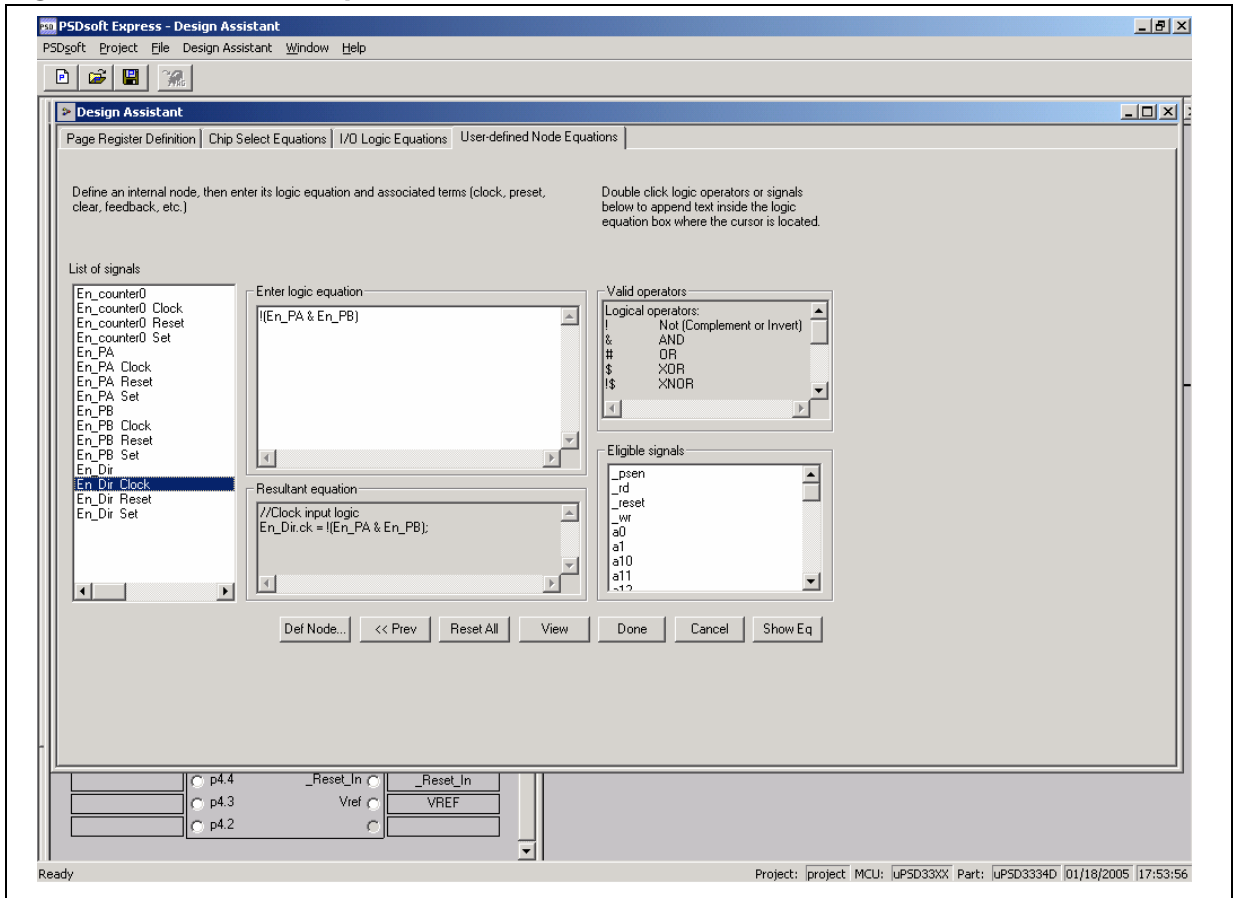 PSDsoft Express - Design Assistant
PSDsoft Project File Design Assistant Window Help
Design Assistant
Page Register Definition Chip Select Equations I/O Logic Equations User-defined Node Equations
Define an internal node, then enter its logic equation and associated terms (clock, preset,
clear, feedback, etc.)
Double click logic operators or signals
below to append text inside the logic
equation box where the cursor is located.
List of signals
En_counter0
En_counter0 Clock
En_counter0 Reset
En_counter0 Set
En_PA
En_PA Clock
En_PA Reset
En_PA Set
En_PB
En_PB Clock
En_PB Reset
En_PB Set
En_Dir
En_Dir Clock
En_Dir Reset
En_Dir Set
Enter logic equation
!(En_PA & En_PB)
Resultant equation
//Clock input logic
En_Dir.ck = !(En_PA & En_PB);
Valid operators
Logical operators:
! Not (Complement or Invert)
& AND
# OR
$ XOR
!$ XNOR
Eligible signals
_psen
_rd
_reset
_wr
a0
a1
a10
a11
a12
Def Node... << Prev Reset All View Done Cancel Show Eq
p4.4 _Reset_In _Reset_In
p4.3 Vref VREF
p4.2
Ready Project: project MCU: uPSD33XX Part: uPSD3334D 01/18/2005 17:53:56